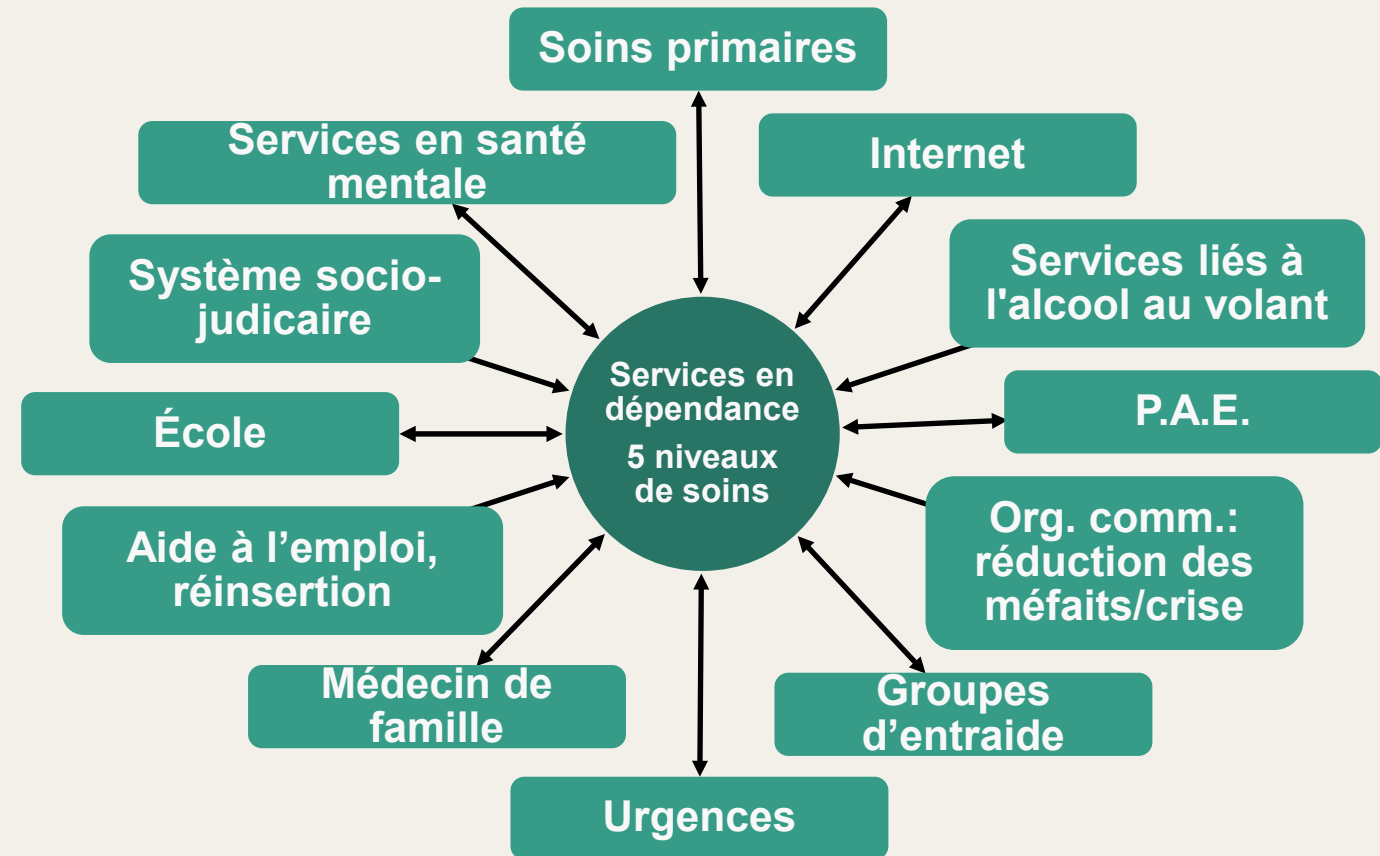 Soins primaires
Services en santé
mentale
Internet
Système socio-
judicaire
Services liés à
l'alcool au volant
Services en
dépendance
5 niveaux
de soins
École
P.A.E.
Aide à l’emploi,
réinsertion
Org. comm.:
réduction des
méfaits/crise
Médecin de
famille
Groupes
d’entraide
Urgences